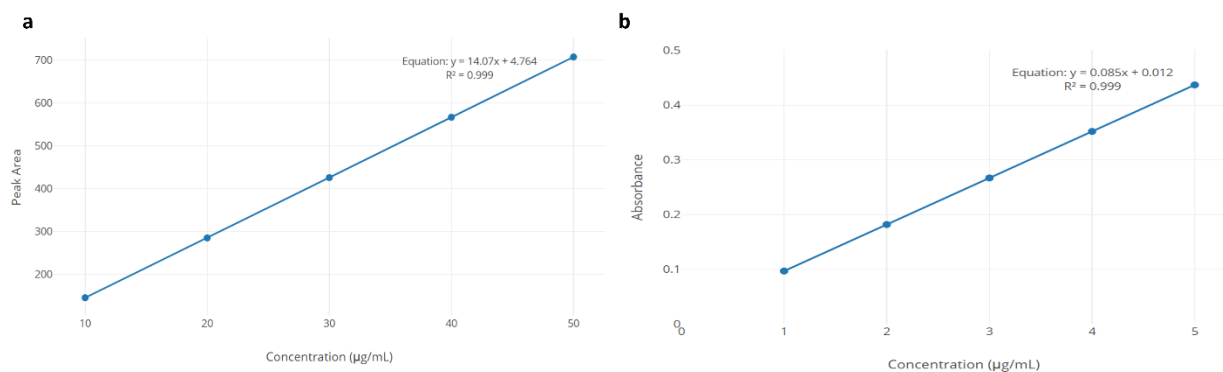 a
Equation: y = 14.07x + 4.764
R² = 0.999
Peak Area
700
600
500
400
300
200
10
20
30
40
50
Concentration (µg/mL)
b
Equation: y = 0.085x + 0.012
R² = 0.999
Absorbance
0.5
0.4
0.3
0.2
0.1
0
0
1
2
3
4
5
Concentration (µg/mL)